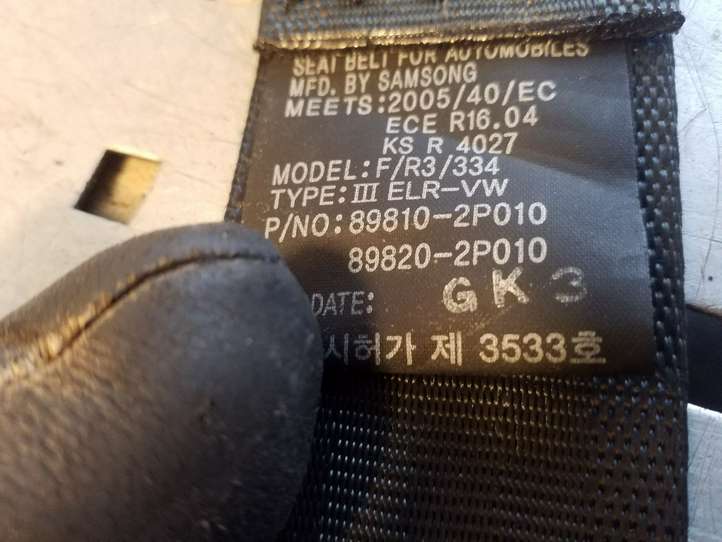 SEAT BELT FOR AUTOMOBILES
MFD. BY SAMSONG
MEETS:2005/40/EC
ECE R16.04
KS R 4027
MODEL:F/R3/334
TYPE:III ELR-VW
P/NO:89810-2P010
89820-2P010
DATE: GK3
시허가 제 3533호